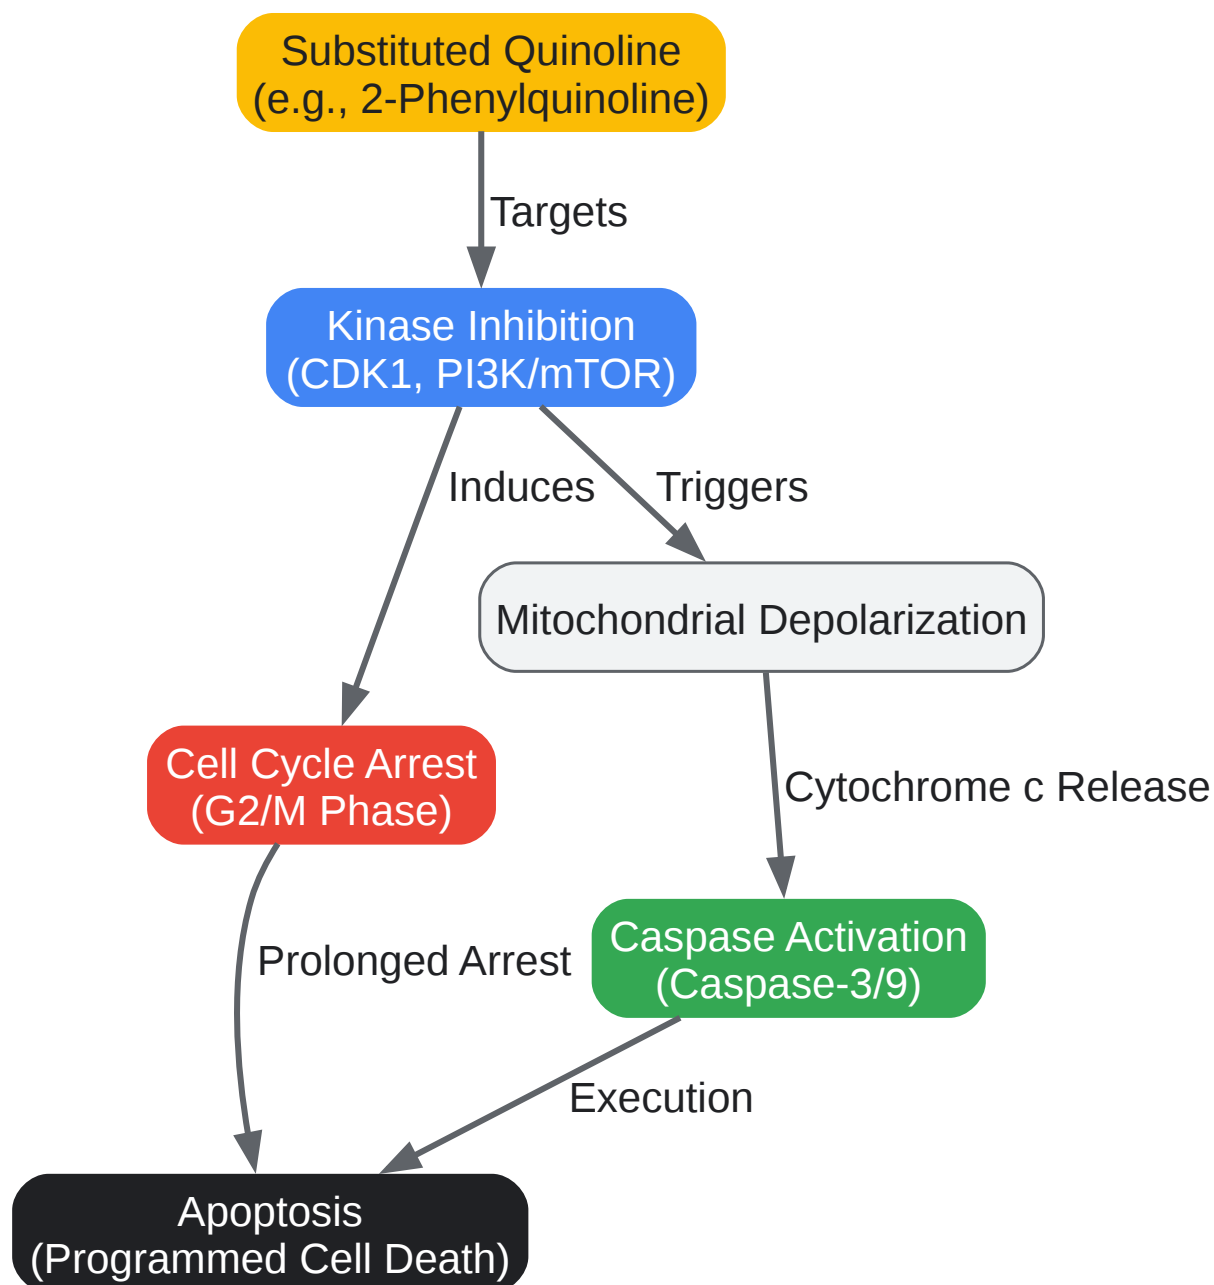 Substituted Quinoline
(e.g., 2-Phenylquinoline)
Targets
Kinase Inhibition
(CDK1, PI3K/mTOR)
Induces
Triggers
Mitochondrial Depolarization
Cell Cycle Arrest
(G2/M Phase)
Cytochrome c Release
Caspase Activation
(Caspase-3/9)
Prolonged Arrest
Execution
Apoptosis
(Programmed Cell Death)